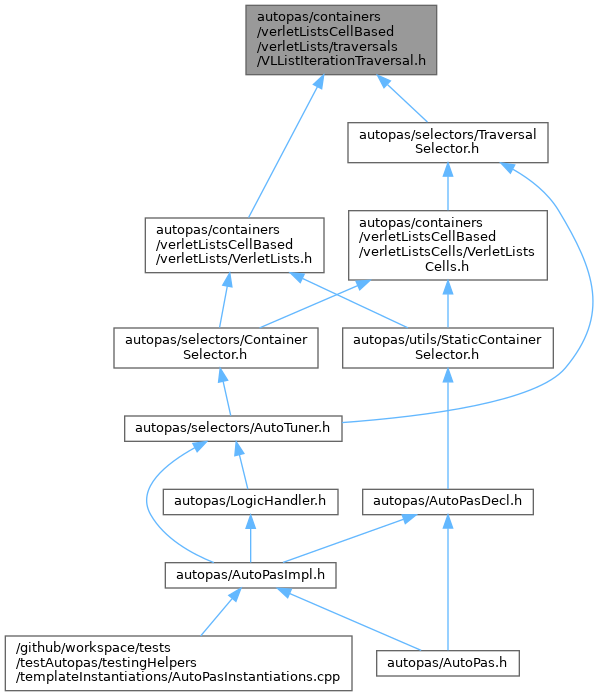 autopas/containers
/verletListsCellBased
/verletLists/traversals
/VLListIterationTraversal.h
autopas/selectors/Traversal
Selector.h
autopas/containers
/verletListsCellBased
/verletLists/VerletLists.h
autopas/containers
/verletListsCellBased
/verletListsCells/VerletLists
Cells.h
autopas/selectors/Container
Selector.h
autopas/utils/StaticContainer
Selector.h
autopas/selectors/AutoTuner.h
autopas/LogicHandler.h
autopas/AutoPasDecl.h
autopas/AutoPasImpl.h
/github/workspace/tests
/testAutopas/testingHelpers
/templateInstantiations/AutoPasInstantiations.cpp
autopas/AutoPas.h